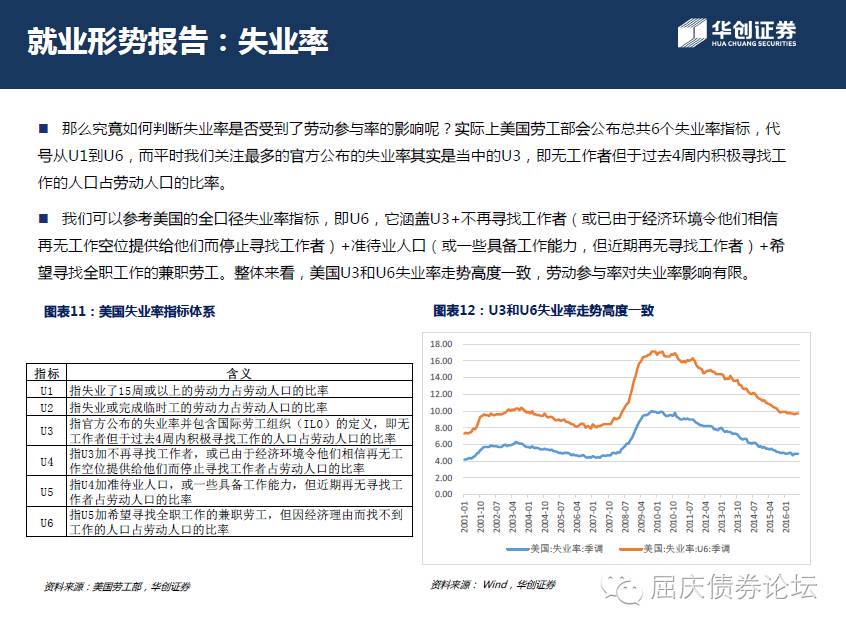 就业形势报告：失业率
华创证券
HUA CHUANG SECURITIES
■ 那么究竟如何判断失业率是否受到了劳动参与率的影响呢？实际上美国劳工部会公布总共6个失业率指标，代
号从U1到U6，而平时我们关注最多的官方公布的失业率其实是当中的U3，即无工作者但于过去4周内积极寻找工
作的人口占劳动人口的比率。
■ 我们可以参考美国的全口径失业率指标，即U6，它涵盖U3+不再寻找工作者（或已由于经济环境令他们相信
再无工作空位提供给他们而停止寻找工作者）+准待业人口（或一些具备工作能力，但近期再无寻找工作者）+希
望寻找全职工作的兼职劳工。整体来看，美国U3和U6失业率走势高度一致，劳动参与率对失业率影响有限。
图表11：美国失业率指标体系
指标 含义
U1 指失业了15周或以上的劳动力占劳动人口的比率
U2 指失业或完成临时工的劳动力占劳动人口的比率
U3 指官方公布的失业率并包含国际劳工组织（ILO）的定义，即无
工作者但于过去4周内积极寻找工作的人口占劳动人口的比率
U4 指U3加不再寻找工作者，或已由于经济环境令他们相信再无工
作空位提供给他们而停止寻找工作者占劳动人口的比率
U5 指U4加准待业人口，或一些具备工作能力，但近期再无寻找工
作者占劳动人口的比率
U6 指U5加希望寻找全职工作的兼职劳工，但因经济理由而找不到
工作的人口占劳动人口的比率
资料来源：美国劳工部，华创证券
图表12：U3和U6失业率走势高度一致
18.00
16.00
14.00
12.00
10.00
8.00
6.00
4.00
2.00
0.00
2001-01
2001-10
2002-07
2003-04
2004-01
2004-10
2005-07
2006-04
2007-01
2007-10
2008-07
2009-04
2010-01
2010-10
2011-07
2012-04
2013-01
2013-10
2014-07
2015-04
2016-01
美国:失业率:季调
美国:失业率:U6:季调
资料来源： Wind，华创证券
屈庆债券论坛